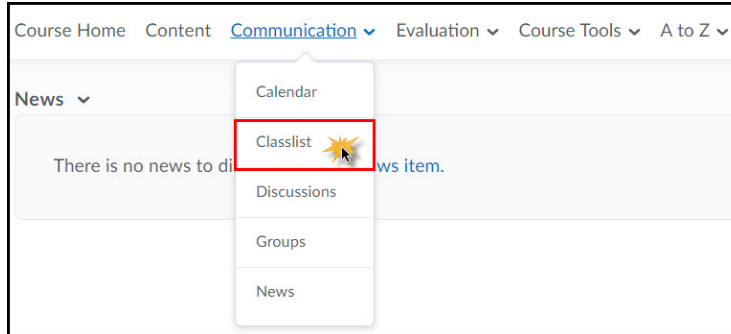 Course Home Content Communication Evaluation Course Tools A to Z
Calendar
News
Classlist
There is no news to di
ws item.
Discussions
Groups
News